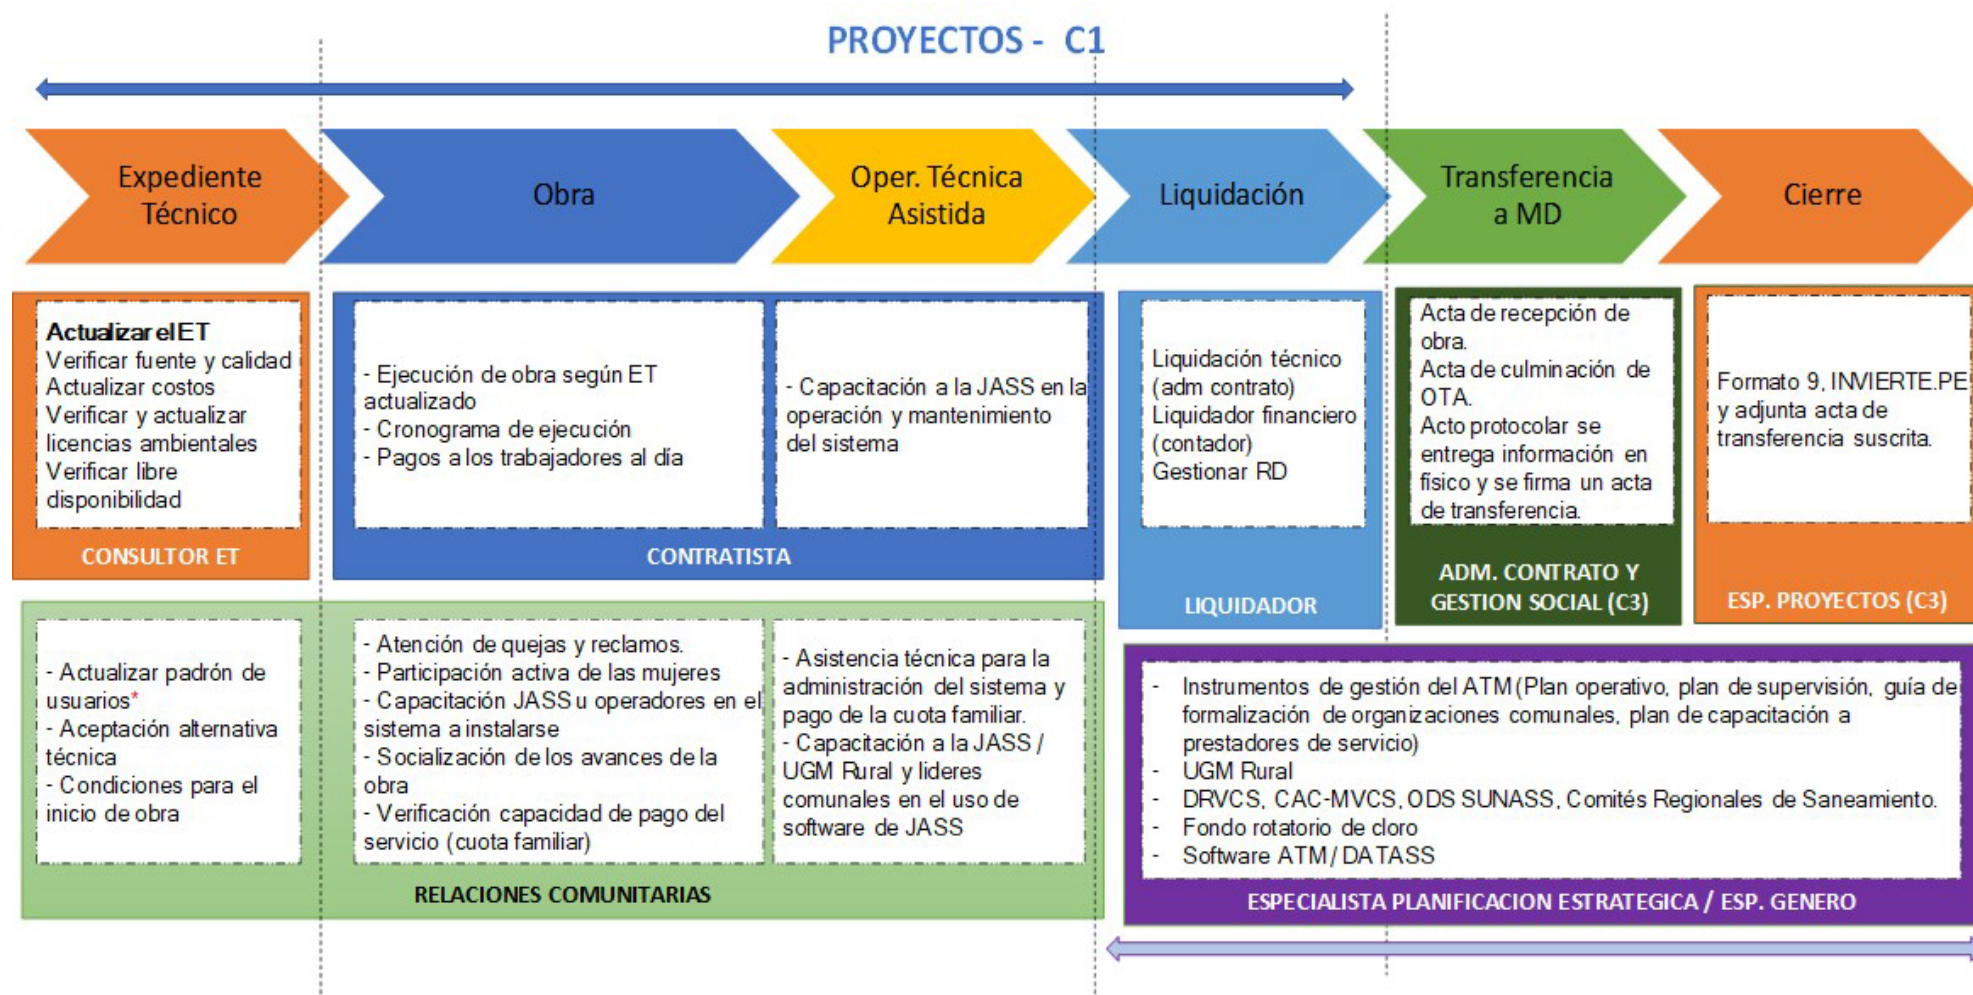 PROYECTOS - C1
Expediente
Técnico
Obra
Oper. Técnica
Asistida
Liquidación
Transferencia
a MD
Cierre
Actualizar el ET
Verificar fuente y calidad
Actualizar costos
Verificar y actualizar
licencias ambientales
Verificar libre
disponibilidad
CONSULTOR ET
- Ejecución de obra según ET
actualizado
- Cronograma de ejecución
- Pagos a los trabajadores al día
- Capacitación a la JASS en la
operación y mantenimiento
del sistema
CONTRATISTA
Liquidación técnico
(adm contrato)
Liquidador financiero
(contador)
Gestionar RD
LIQUIDADOR
Acta de recepción de
obra.
Acta de culminación de
OTA.
Acto protocolar se
entrega información en
físico y se firma un acta
de transferencia.
ADM. CONTRATO Y
GESTION SOCIAL (C3)
Formato 9, INVIERTE.PE
y adjunta acta de
transferencia suscrita.
ESP. PROYECTOS (C3)
- Actualizar padrón de
usuarios*
- Aceptación alternativa
técnica
- Condiciones para el
inicio de obra
- Atención de quejas y reclamos.
- Participación activa de las mujeres
- Capacitación JASS u operadores en el
sistema a instalarse
- Socialización de los avances de la
obra
- Verificación capacidad de pago del
servicio (cuota familiar)
- Asistencia técnica para la
administración del sistema y
pago de la cuota familiar.
- Capacitación a la JASS /
UGM Rural y lideres
comunales en el uso de
software de JASS
RELACIONES COMUNITARIAS
- Instrumentos de gestión del ATM (Plan operativo, plan de supervisión, guía de
formalización de organizaciones comunales, plan de capacitación a
prestadores de servicio)
- UGM Rural
- DRVCS, CAC-MVCS, ODS SUNASS, Comités Regionales de Saneamiento.
- Fondo rotatorio de cloro
- Software ATM / DATASS
ESPECIALISTA PLANIFICACION ESTRATEGICA / ESP. GENERO